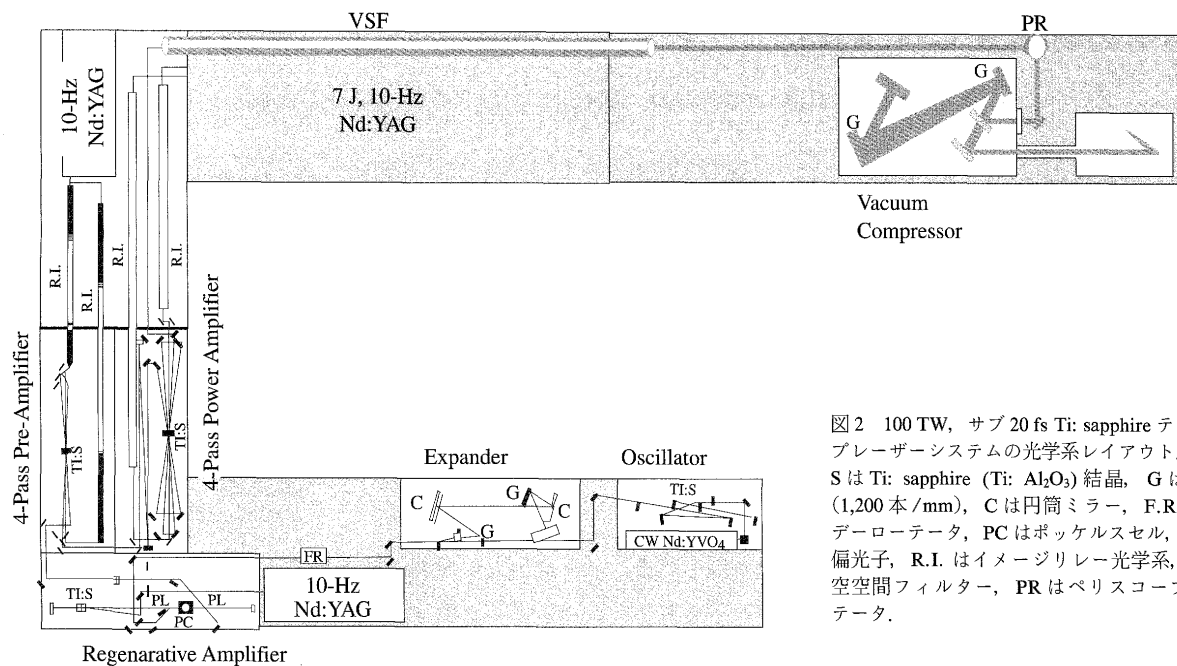 VSF
PR
10-Hz
Nd:YAG
7 J, 10-Hz
Nd:YAG
G
G
Vacuum
Compressor
R.I.
R.I.
R.I.
R.I.
4-Pass Pre-Amplifier
4-Pass Power Amplifier
TI:S
TI:S
Expander
Oscillator
C
G
C
G
TI:S
CW Nd:YVO₄
FR
10-Hz
Nd:YAG
TI:S
PL
PC
PL
Regenarative Amplifier
図 2 100 TW, サブ 20 fs Ti: sapphire テ
プレーザーシステムの光学系レイアウト
S は Ti: sapphire (Ti: Al₂O₃) 結晶, G は
(1,200 本/mm), C は円筒ミラー, F.R
デーローテータ, PC はポッケルスセル,
偏光子, R.I. はイメージリレー光学系,
空空間フィルター, PR はペリスコープ
テータ.